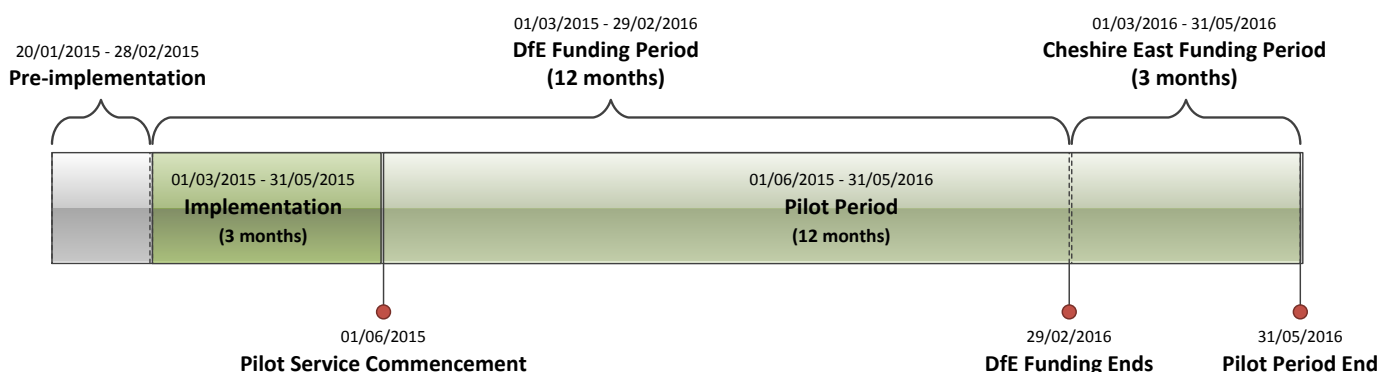 20/01/2015 - 28/02/2015
Pre-implementation
01/03/2015 - 29/02/2016
DfE Funding Period
(12 months)
01/03/2016 - 31/05/2016
Cheshire East Funding Period
(3 months)
01/03/2015 - 31/05/2015
Implementation
(3 months)
01/06/2015 - 31/05/2016
Pilot Period
(12 months)
01/06/2015
Pilot Service Commencement
29/02/2016
DfE Funding Ends
31/05/2016
Pilot Period End